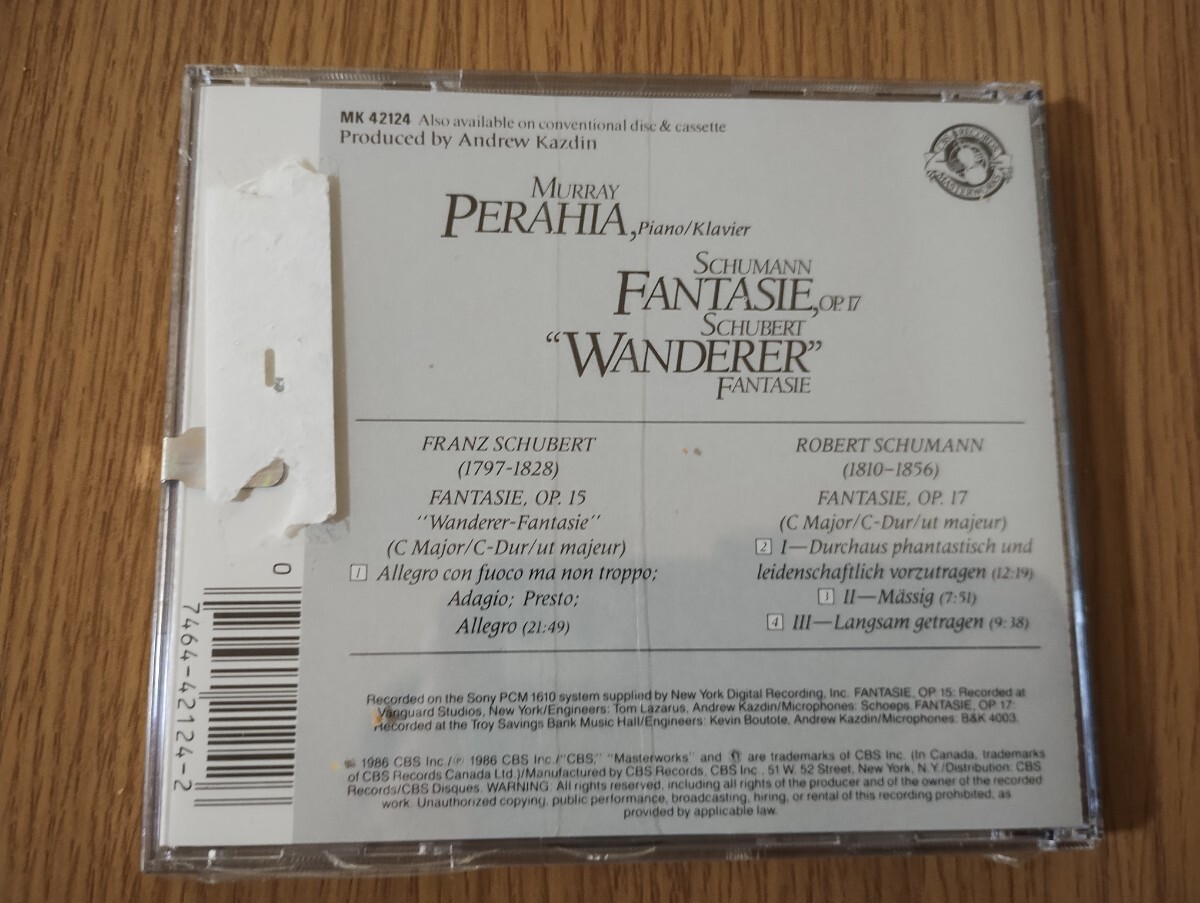 MK 42124 Also available on conventional disc & cassette
Produced by Andrew Kazdin
CBS RECORDS
MASTERWORKS
MURRAY
PERAHIA, Piano/Klavier
SCHUMANN
FANTASIE, OP. 17
SCHUBERT
“WANDERER”
FANTASIE
FRANZ SCHUBERT
(1797-1828)
FANTASIE, OP. 15
“Wanderer-Fantasie”
(C Major/C-Dur/ut majeur)
1 Allegro con fuoco ma non troppo;
Adagio; Presto;
Allegro (21:49)
ROBERT SCHUMANN
(1810–1856)
FANTASIE, OP. 17
(C Major/C-Dur/ut majeur)
2 I—Durchaus phantastisch und
leidenschaftlich vorzutragen (12:19)
3 II—Mässig (7:51)
4 III—Langsam getragen (9:38)
Recorded on the Sony PCM 1610 system supplied by New York Digital Recording, Inc. FANTASIE, OP. 15: Recorded at
Vanguard Studios, New York/Engineers: Tom Lazarus, Andrew Kazdin/Microphones: Schoeps. FANTASIE, OP. 17:
Recorded at the Troy Savings Bank Music Hall/Engineers: Kevin Boutote, Andrew Kazdin/Microphones: B&K 4003.
1986 CBS Inc./℗ 1986 CBS Inc./"CBS," "Masterworks" and are trademarks of CBS Inc. (In Canada, trademarks
of CBS Records Canada Ltd.)/Manufactured by CBS Records, CBS Inc., 51 W. 52 Street, New York, N.Y./Distribution: CBS
Records/CBS Disques. WARNING: All rights reserved, including all rights of the producer and of the owner of the recorded
work. Unauthorized copying, public performance, broadcasting, hiring, or rental of this recording prohibited, as
provided by applicable law.
0
7464-42124-2